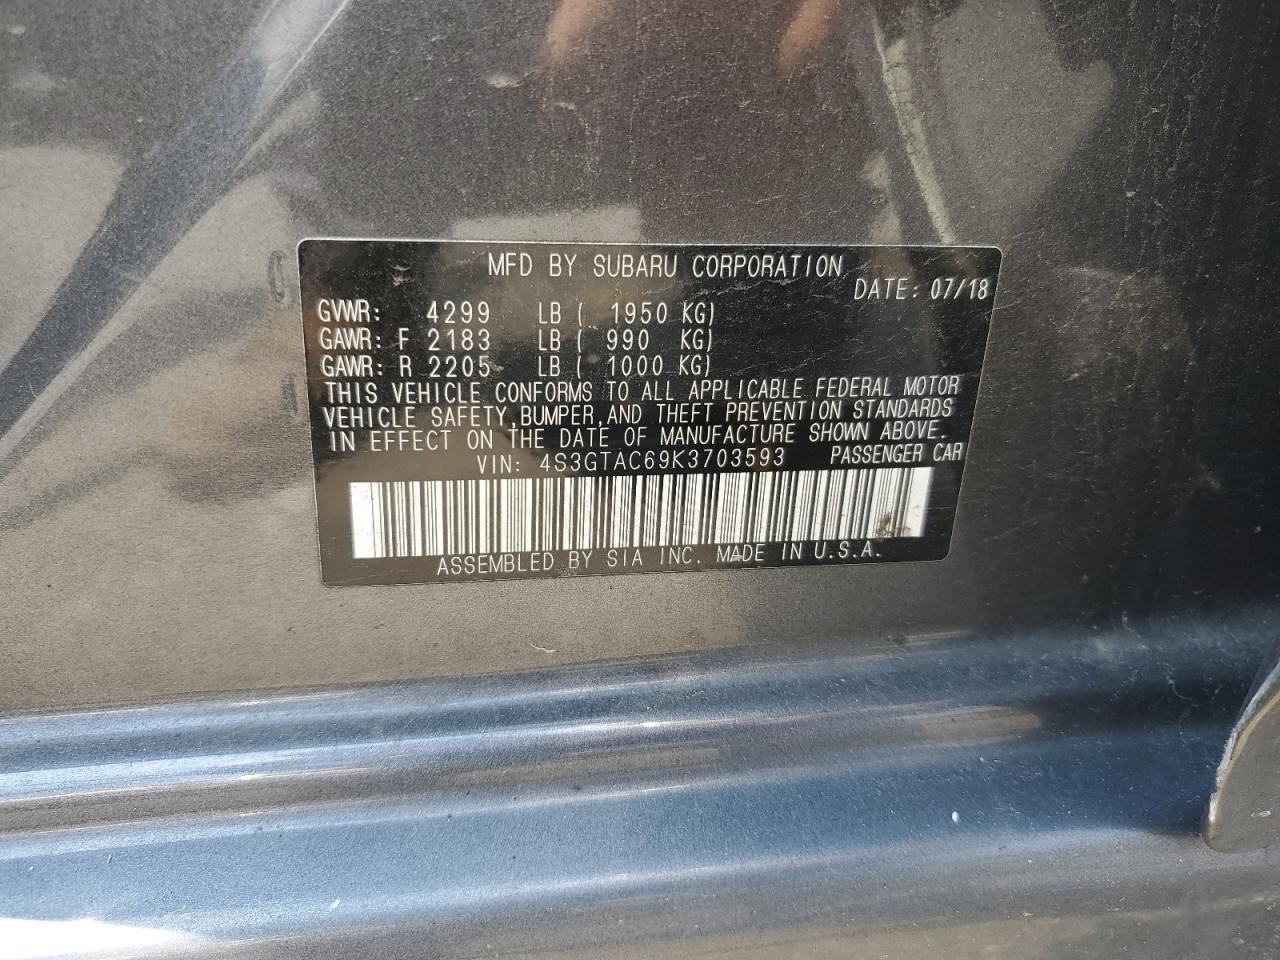 MFD BY SUBARU CORPORATION
DATE: 07/18
GVWR: 4299 LB ( 1950 KG)
GAWR: F 2183 LB ( 990 KG)
GAWR: R 2205 LB ( 1000 KG)
THIS VEHICLE CONFORMS TO ALL APPLICABLE FEDERAL MOTOR
VEHICLE SAFETY,BUMPER,AND THEFT PREVENTION STANDARDS
IN EFFECT ON THE DATE OF MANUFACTURE SHOWN ABOVE.
VIN: 4S3GTAC69K3703593 PASSENGER CAR
ASSEMBLED BY SIA INC. MADE IN U.S.A.